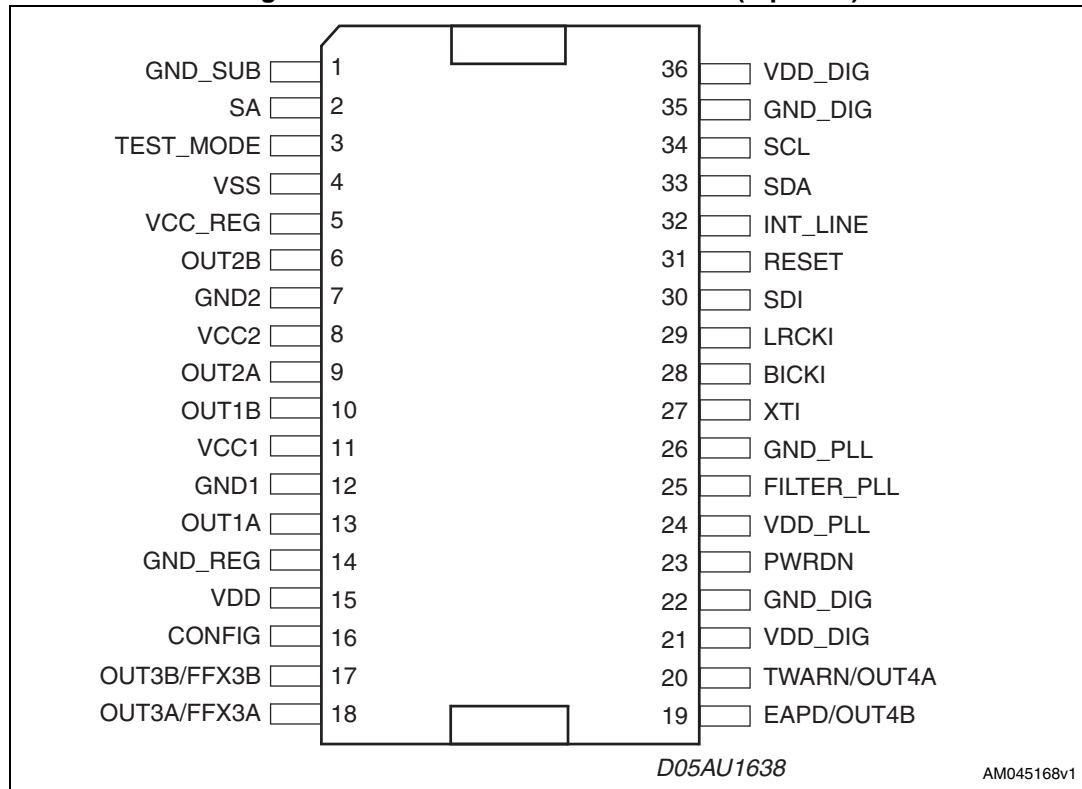 GND_SUB 1 36 VDD_DIG
SA 2 35 GND_DIG
TEST_MODE 3 34 SCL
VSS 4 33 SDA
VCC_REG 5 32 INT_LINE
OUT2B 6 31 RESET
GND2 7 30 SDI
VCC2 8 29 LRCKI
OUT2A 9 28 BICKI
OUT1B 10 27 XTI
VCC1 11 26 GND_PLL
GND1 12 25 FILTER_PLL
OUT1A 13 24 VDD_PLL
GND_REG 14 23 PWRDN
VDD 15 22 GND_DIG
CONFIG 16 21 VDD_DIG
OUT3B/FFX3B 17 20 TWARN/OUT4A
OUT3A/FFX3A 18 19 EAPD/OUT4B
D05AU1638
AM045168v1